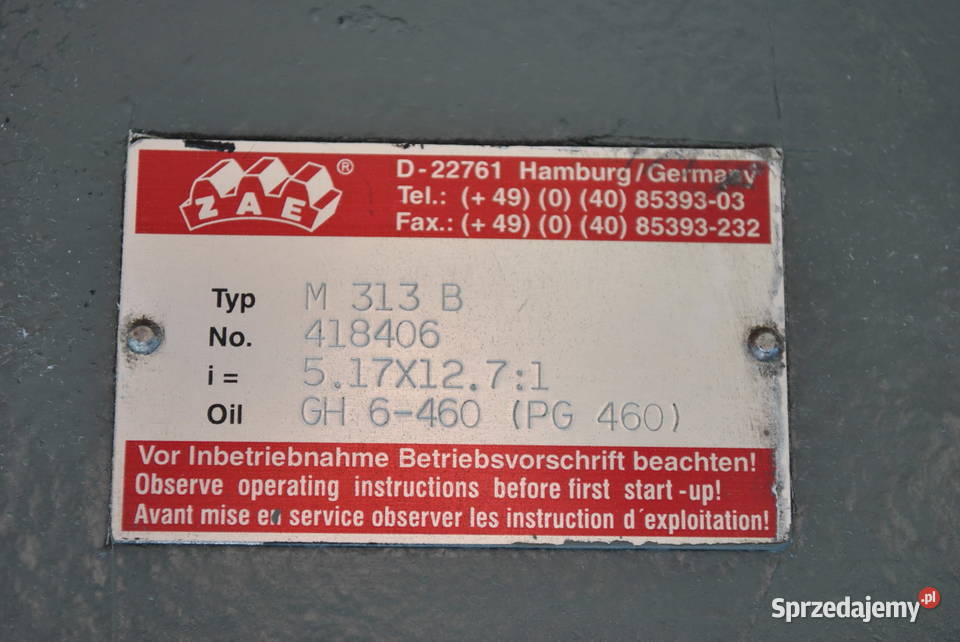 ZAE ®
D-22761 Hamburg/Germany
Tel.: (+ 49) (0) (40) 85393-03
Fax.: (+ 49) (0) (40) 85393-232
Typ M 313 B
No. 418406
i = 5.17X12.7:1
Oil GH 6-460 (PG 460)
Vor Inbetriebnahme Betriebsvorschrift beachten!
Observe operating instructions before first start-up!
Avant mise en service observer les instruction d´exploitation!
Sprzedajemy.pl